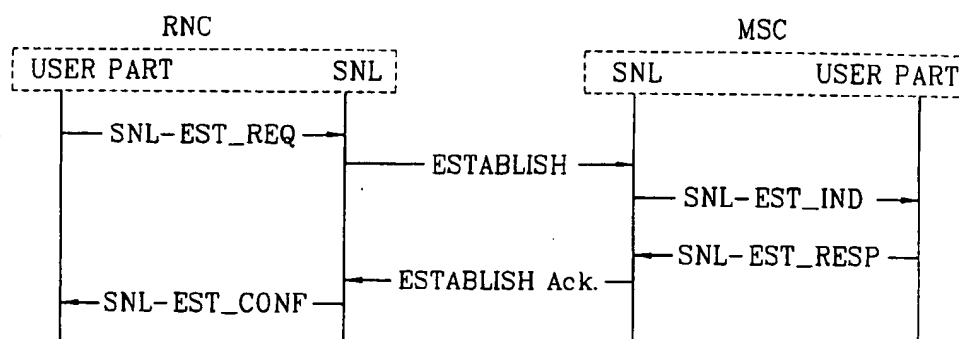 RNC
MSC
USER PART SNL
SNL USER PART
SNL-EST_REQ
ESTABLISH
SNL-EST_IND
SNL-EST_RESP
ESTABLISH Ack.
SNL-EST_CONF